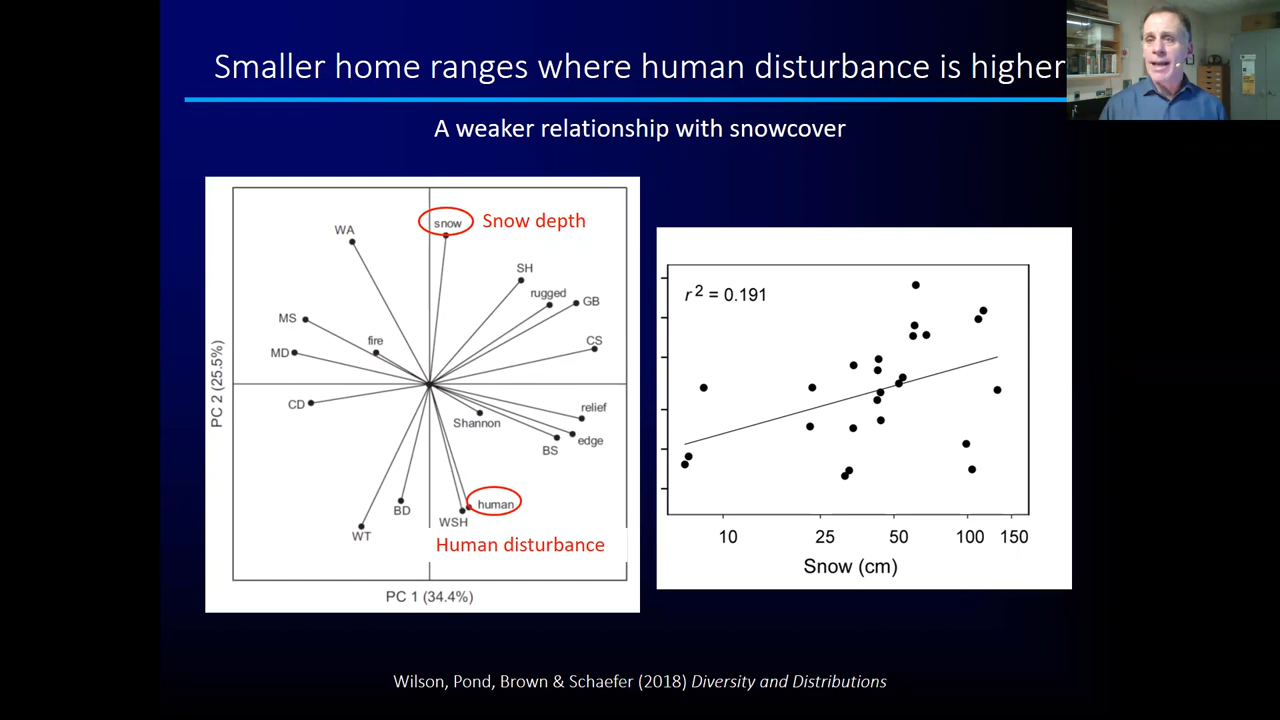 Smaller home ranges where human disturbance is higher
A weaker relationship with snowcover
snow
Snow depth
WA
SH
rugged
GB
MS
fire
CS
MD
CD
relief
Shannon
edge
BS
human
BD
WSH
WT
Human disturbance
PC 2 (25.5%)
PC 1 (34.4%)
r2 = 0.191
10 25 50 100 150
Snow (cm)
Wilson, Pond, Brown & Schaefer (2018) Diversity and Distributions